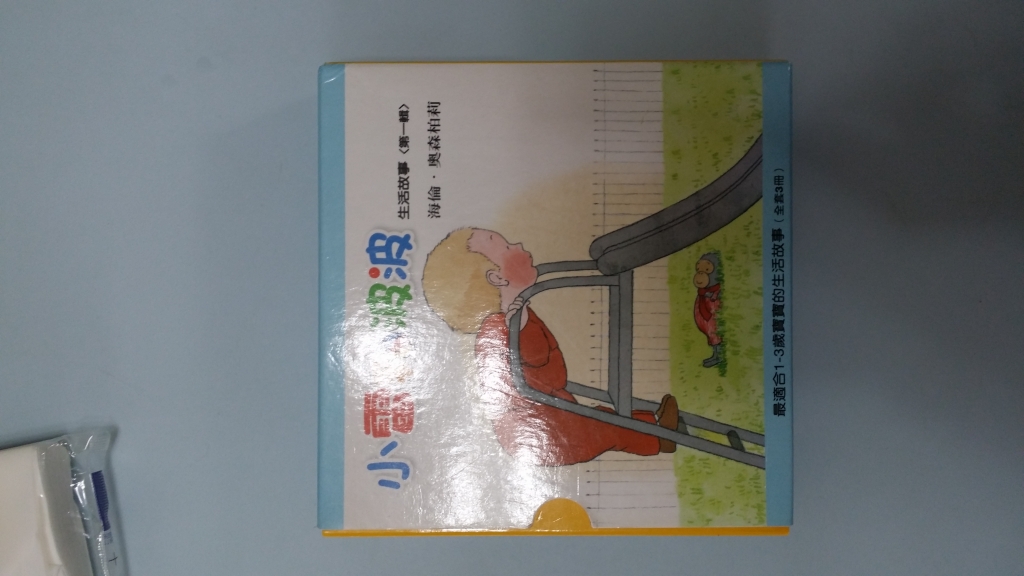 小 波波
生活故事〈第一輯〉
海倫．奧森柏莉
最適合1-3歲寶寶的生活故事（全套3冊）